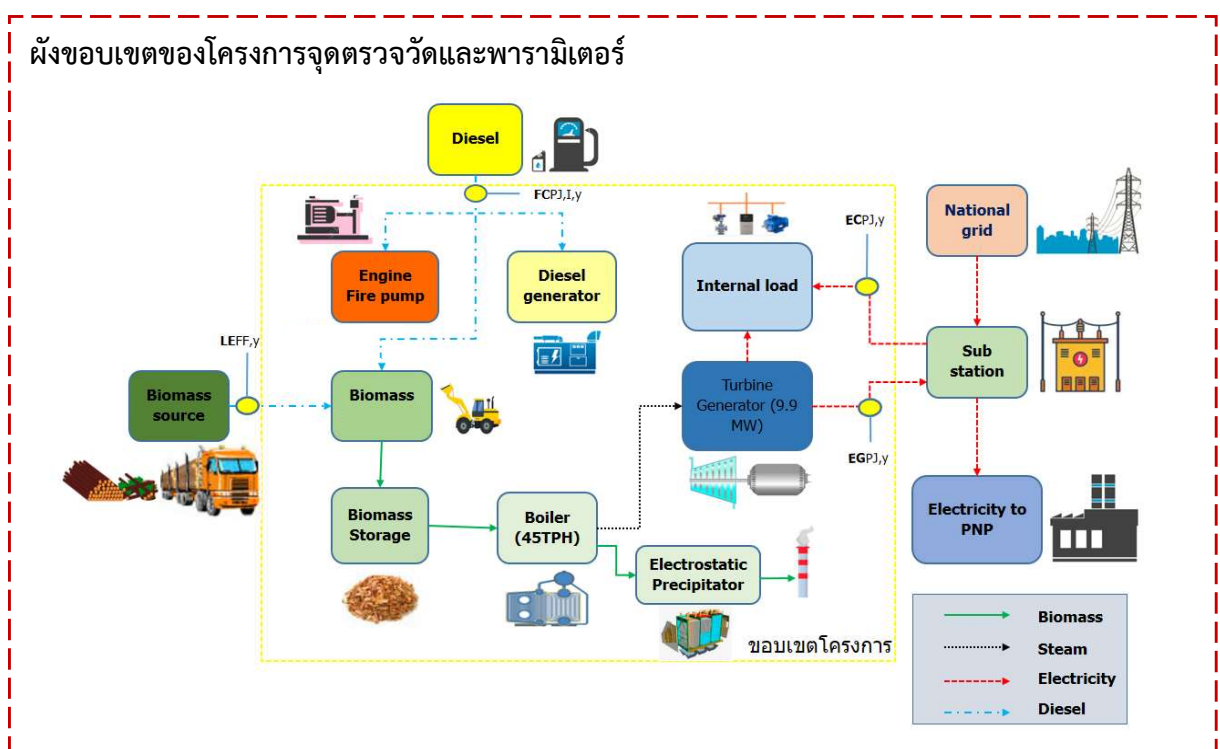 ผังขอบเขตของโครงการจุดตรวจวัดและพารามิเตอร์
Diesel
FCPJ,I,y
ECPJ,y
National
grid
Engine
Fire pump
Diesel
generator
Internal load
LEFF,y
Sub
station
Biomass
source
Biomass
Turbine
Generator (9.9
MW)
EGPJ,y
Biomass
Storage
Boiler
(45TPH)
Electricity to
PNP
Electrostatic
Precipitator
ขอบเขตโครงการ
Biomass
Steam
Electricity
Diesel